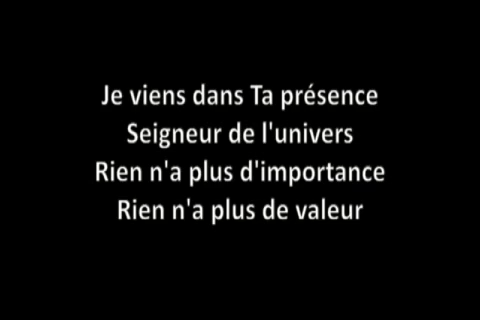 Je viens dans Ta présence
Seigneur de l'univers
Rien n'a plus d'importance
Rien n'a plus de valeur